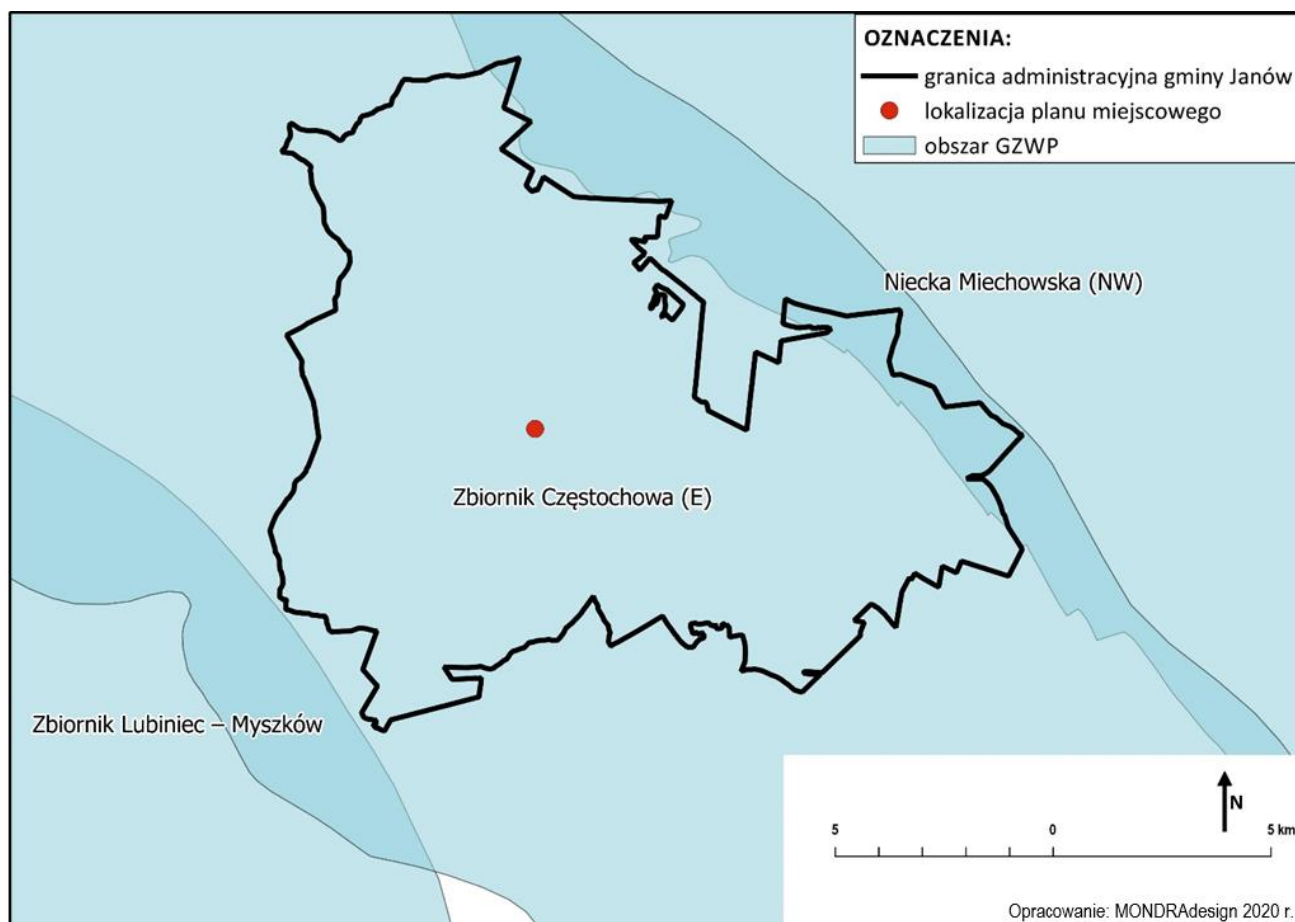 OZNACZENIA:
granica administracyjna gminy Janów
lokalizacja planu miejscowego
obszar GZWP
Niecka Miechowska (NW)
Zbiornik Częstochowa (E)
Zbiornik Lubiniec – Myszków
N
5 0 5 km
Opracowanie: MONDRAdesign 2020 r.